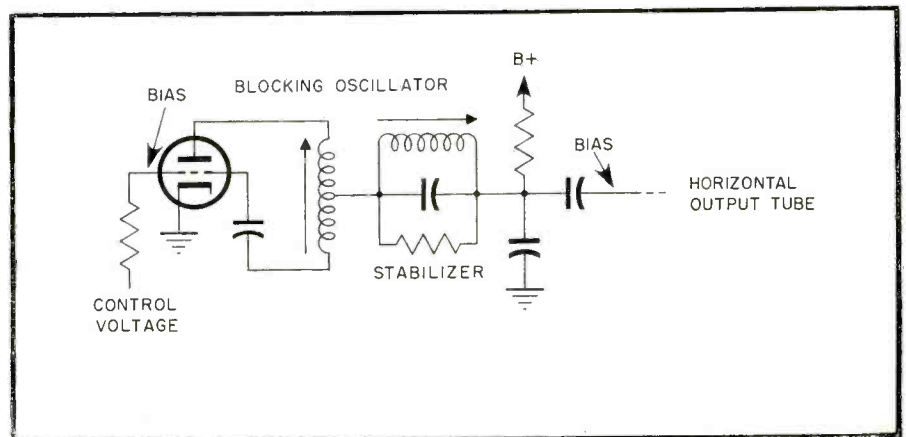 B+
BLOCKING OSCILLATOR
BIAS
BIAS
HORIZONTAL
OUTPUT TUBE
STABILIZER
CONTROL
VOLTAGE